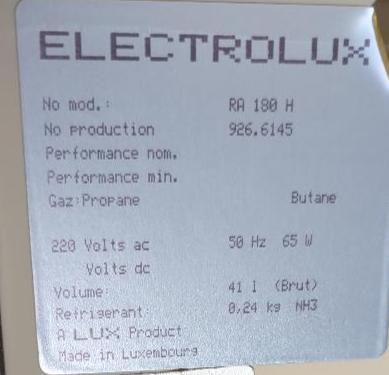 ELECTROLUX
No mod.: RA 180 H
No production 926.6145
Performance nom.
Performance min.
Gaz:Propane Butane
220 Volts ac 50 Hz 65 W
Volts dc
Volume: 41 l (Brut)
Refrigerant: 0,24 kg NH3
A LUX Product
Made in Luxembourg